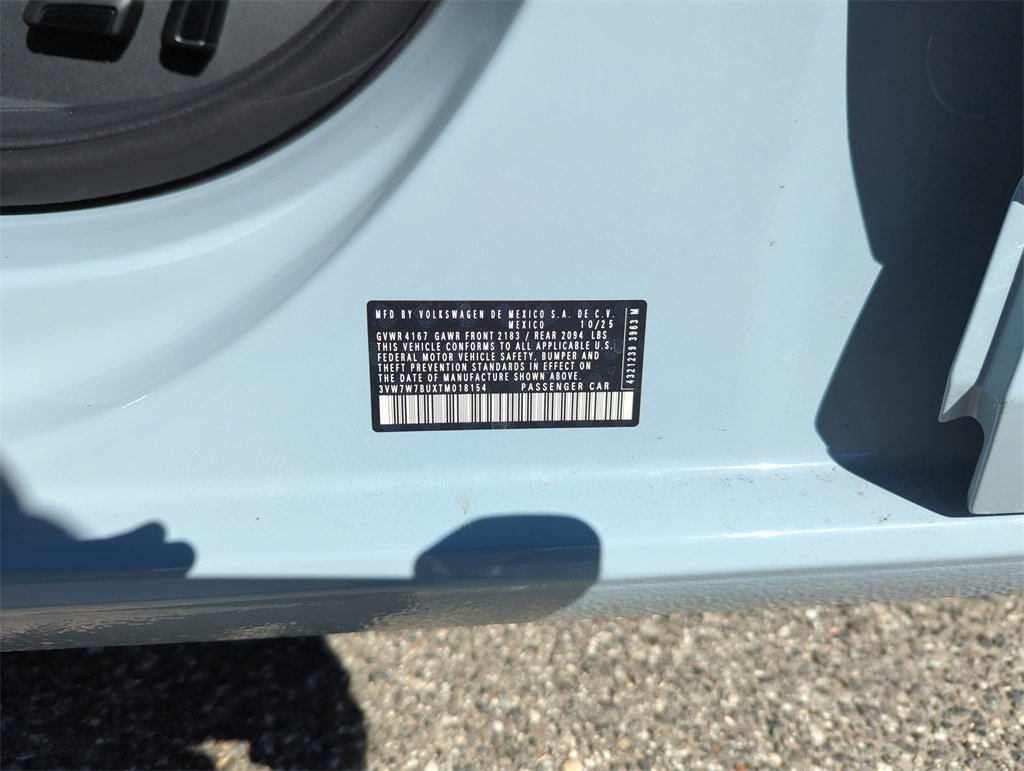 MFD BY VOLKSWAGEN DE MEXICO S.A. DE C.V.
MEXICO 10/25
GVWR 4167 GAWR FRONT 2183 / REAR 2094 LBS
THIS VEHICLE CONFORMS TO ALL APPLICABLE U.S.
FEDERAL MOTOR VEHICLE SAFETY, BUMPER AND
THEFT PREVENTION STANDARDS IN EFFECT ON
THE DATE OF MANUFACTURE SHOWN ABOVE.
3VW7W7BUXTM018154 PASSENGER CAR
4321239 3963 M